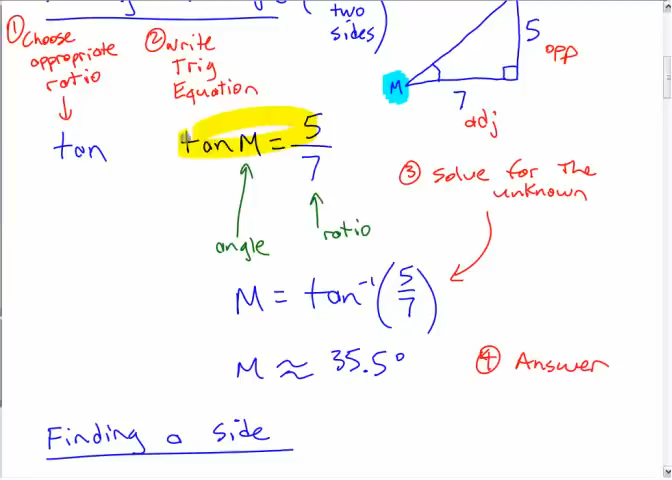 two
sides)
① Choose
appropriate
ratio
② Write
Trig
Equation
5
opp
M
7
adj
tan
tan M = 5/7
angle
ratio
③ Solve for the
unknown
M = tan⁻¹(5/7)
M ≈ 35.5°
④ Answer
Finding a side